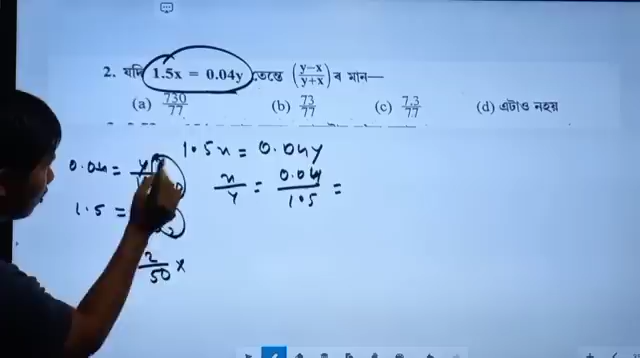 2. যদি 1.5x = 0.04y তেন্তে (y−x / y+x) ৰ মান—
(a) 730/77 (b) 73/77 (c) 7.3/77 (d) এটাও নহয়
1.5x = 0.04y
0.04 =
x/y = 0.04/1.5 =
1.5 =
2/50 ×